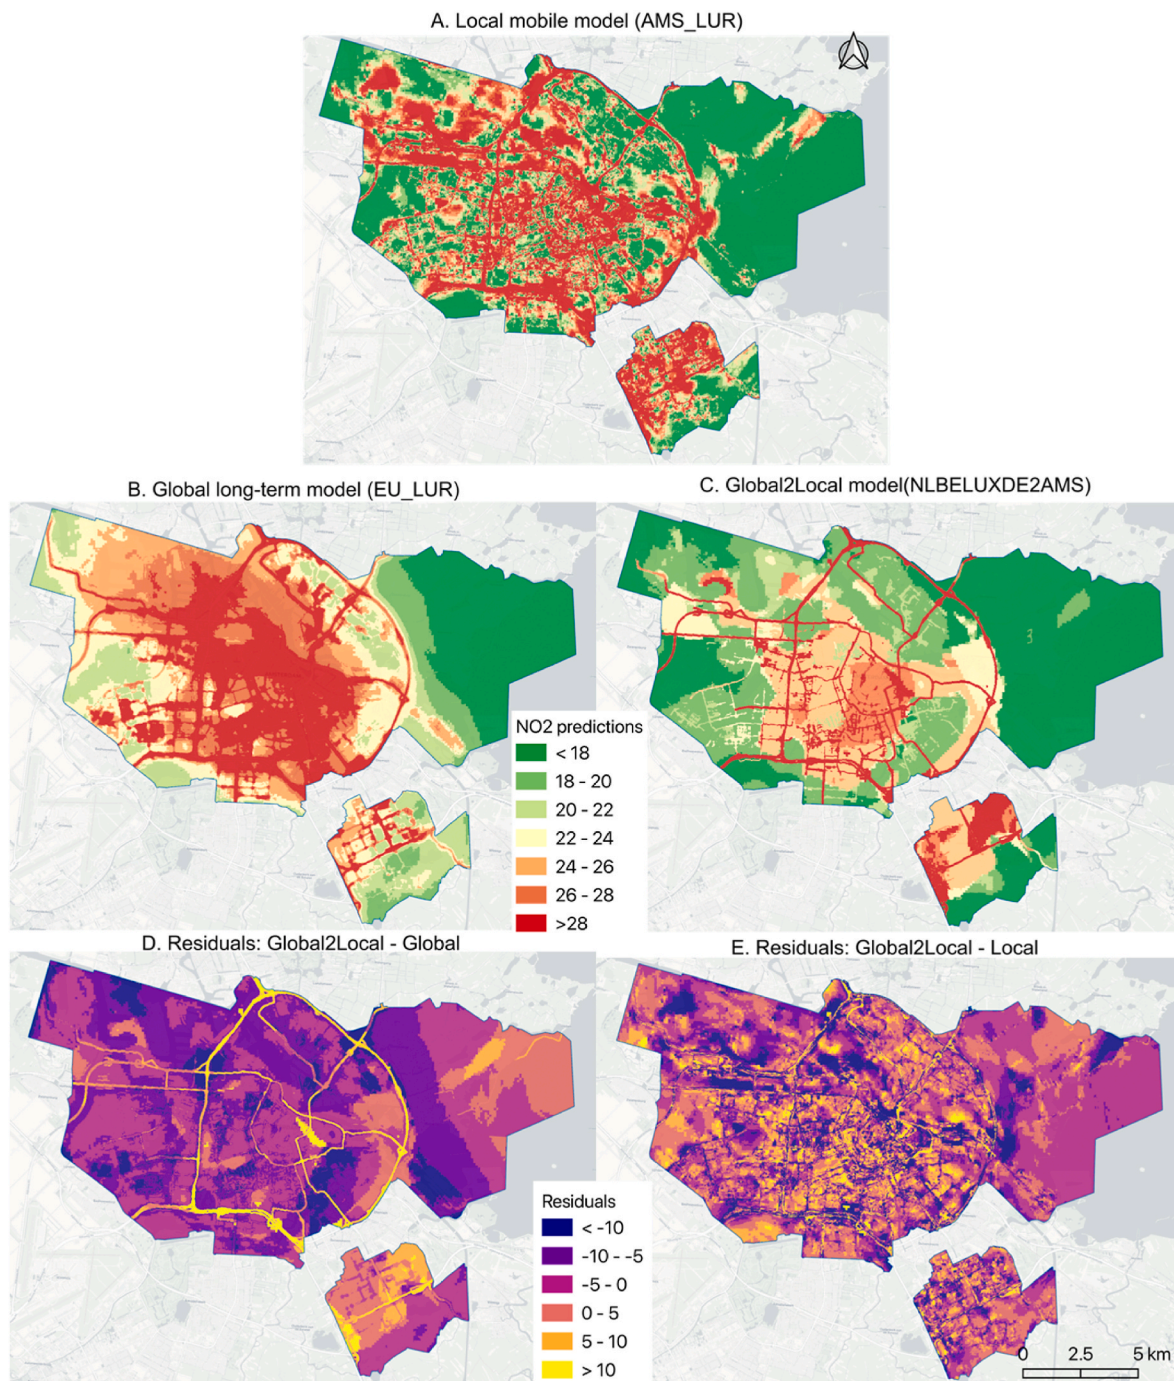 A. Local mobile model (AMS_LUR)
B. Global long-term model (EU_LUR)
C. Global2Local model(NLBELUXDE2AMS)
NO2 predictions
< 18
18 - 20
20 - 22
22 - 24
24 - 26
26 - 28
>28
D. Residuals: Global2Local - Global
E. Residuals: Global2Local - Local
Residuals
< -10
-10 - -5
-5 - 0
0 - 5
5 - 10
> 10
0 2.5 5 km